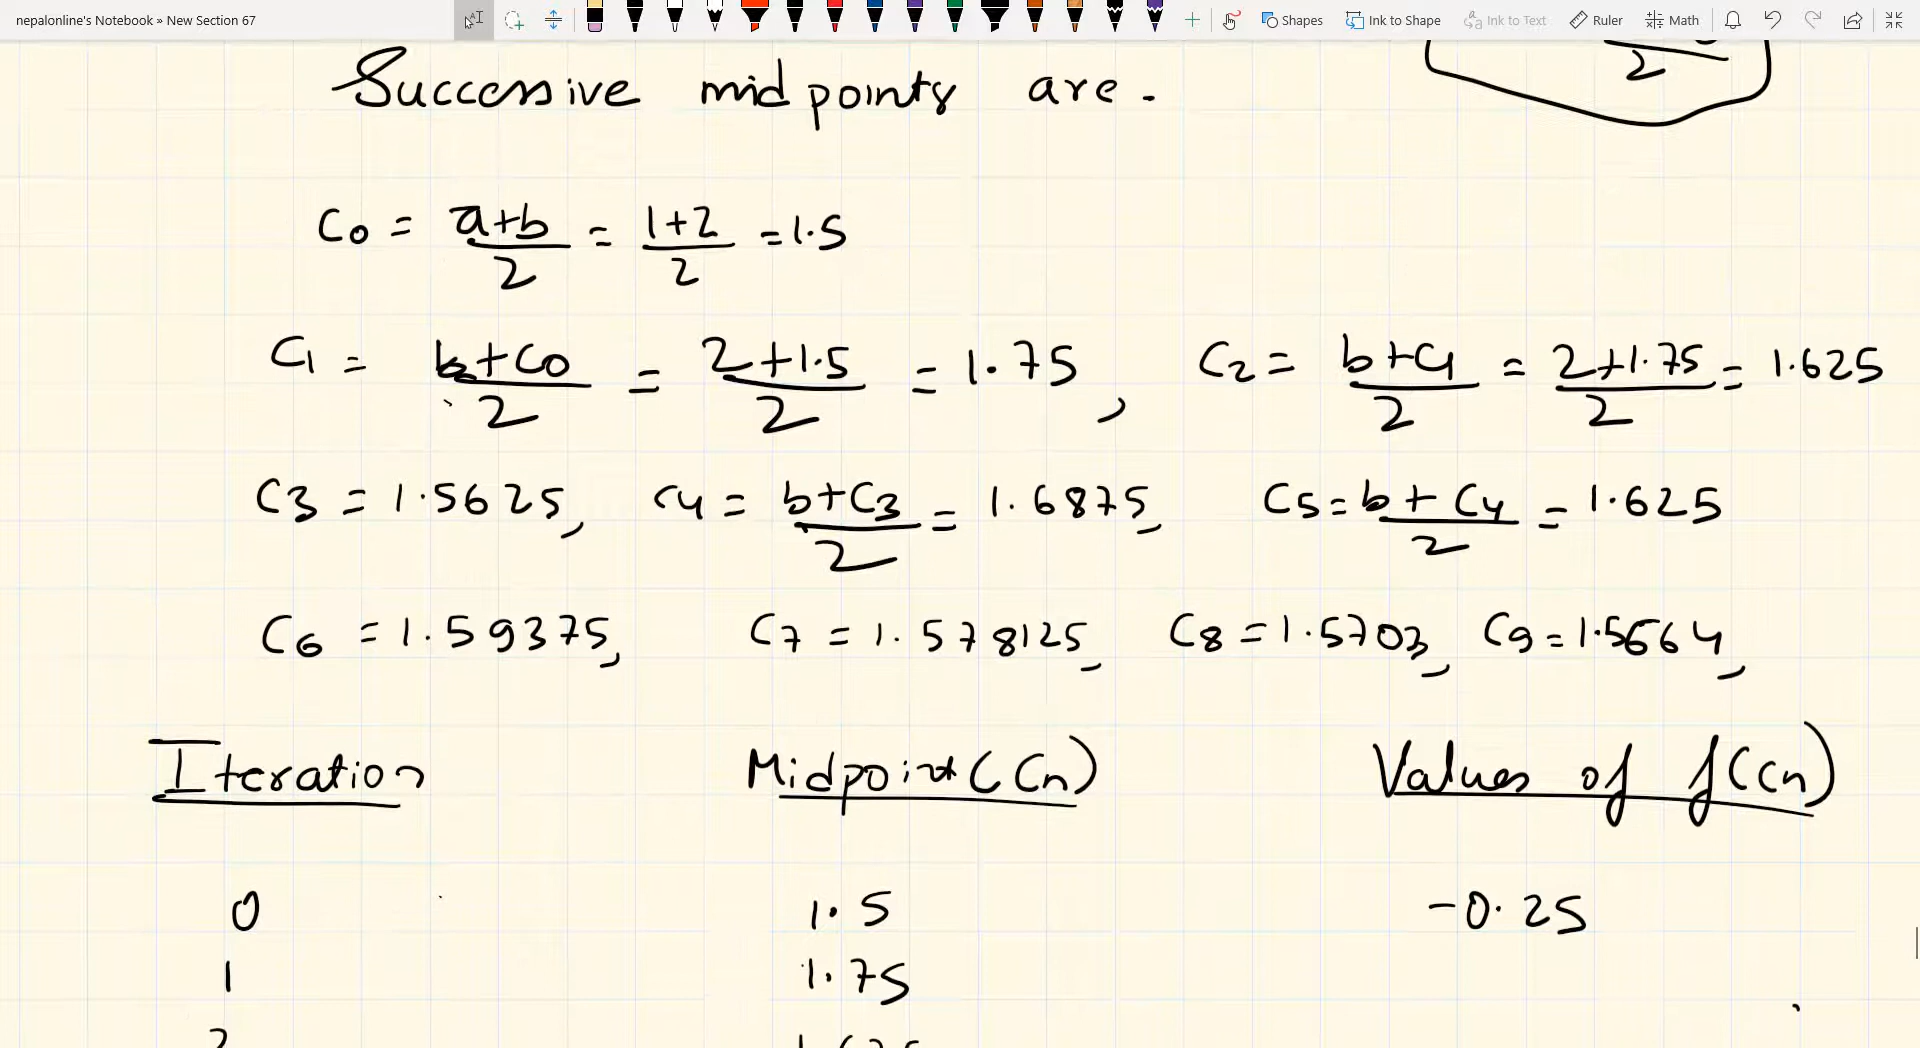 nepalonline's Notebook » New Section 67 Shapes Ink to Shape Ink to Text Ruler Math
2
Successive midpoints are.
C0 = a+b/2 = 1+2/2 = 1.5
C1 = b+C0/2 = 2+1.5/2 = 1.75, C2 = b+C1/2 = 2+1.75/2 = 1.625
C3 = 1.5625, C4 = b+C3/2 = 1.6875, C5 = b+C4/2 = 1.625
C6 = 1.59375, C7 = 1.578125, C8 = 1.5703, C9 = 1.5664,
Iteration Midpoint (Cn) Values of f(Cn)
0 1.5 -0.25
1 1.75
2 1.625